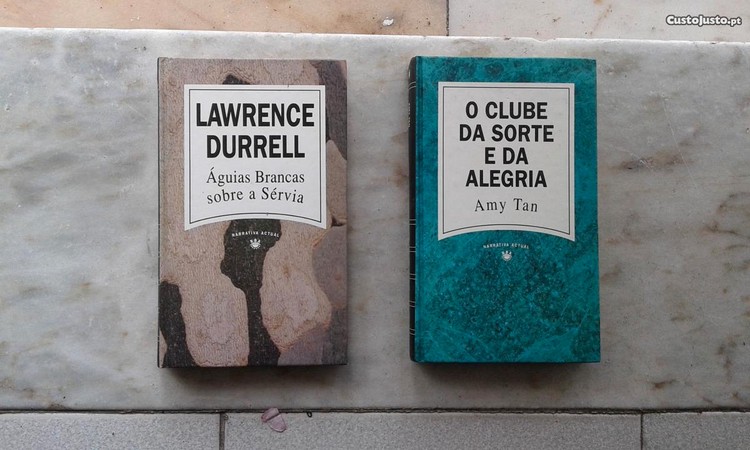 CustoJusto.pt
LAWRENCE
DURRELL
Águias Brancas
sobre a Sérvia
NARRATIVA ACTUAL
O CLUBE
DA SORTE
E DA
ALEGRIA
Amy Tan
NARRATIVA ACTUAL